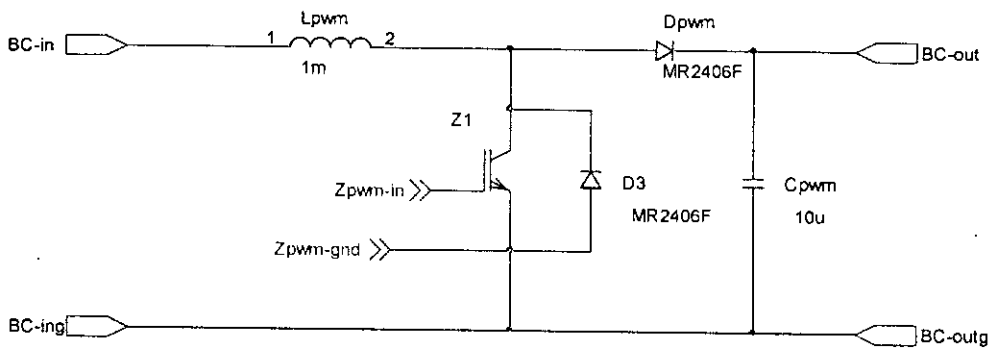 Lpwm
Dpwm
BC-in
1
2
BC-out
1m
MR2406F
Z1
Zpwm-in
D3
Cpwm
MR2406F
10u
Zpwm-gnd
BC-ing
BC-outg